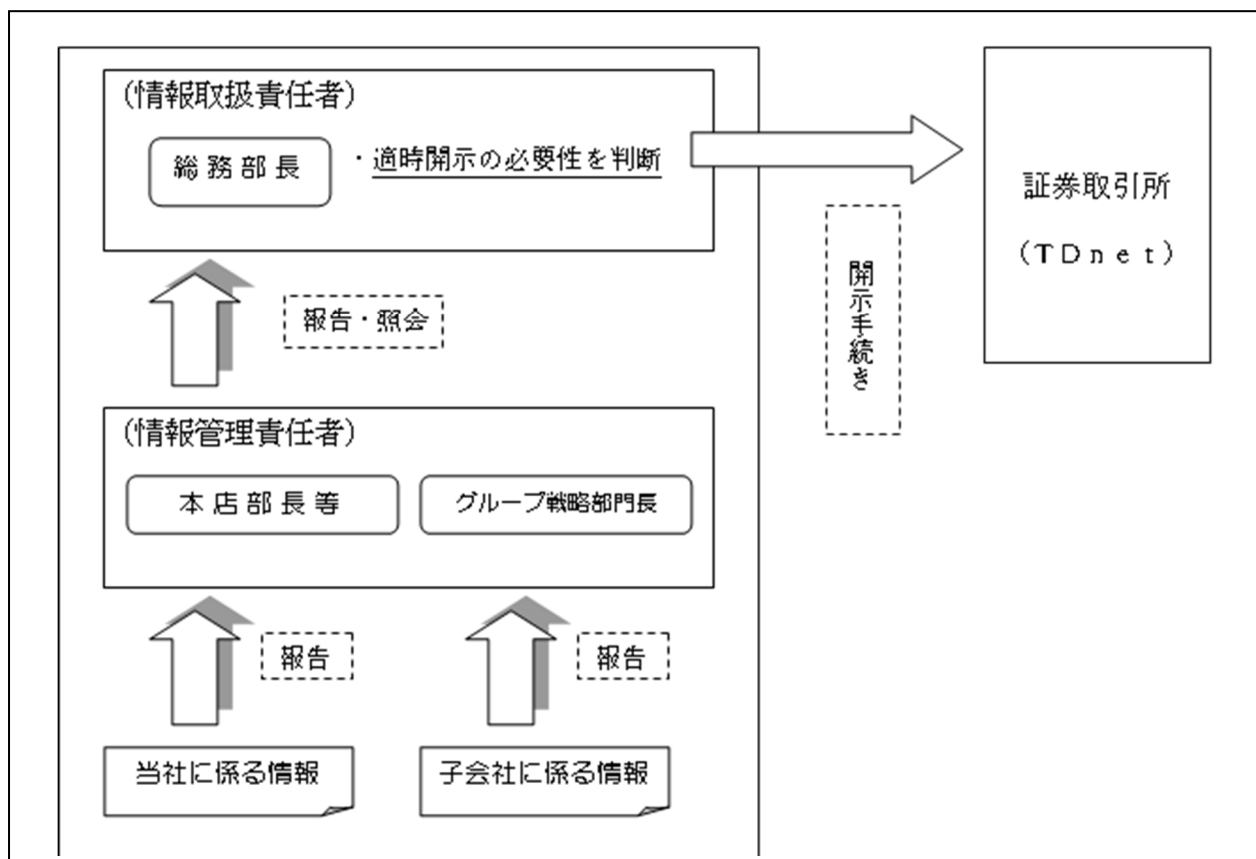 (情報取扱責任者)
総務部長
・適時開示の必要性を判断
証券取引所
(TDnet)
開示手続き
報告・照会
(情報管理責任者)
本店部長等
グループ戦略部門長
報告
報告
当社に係る情報
子会社に係る情報